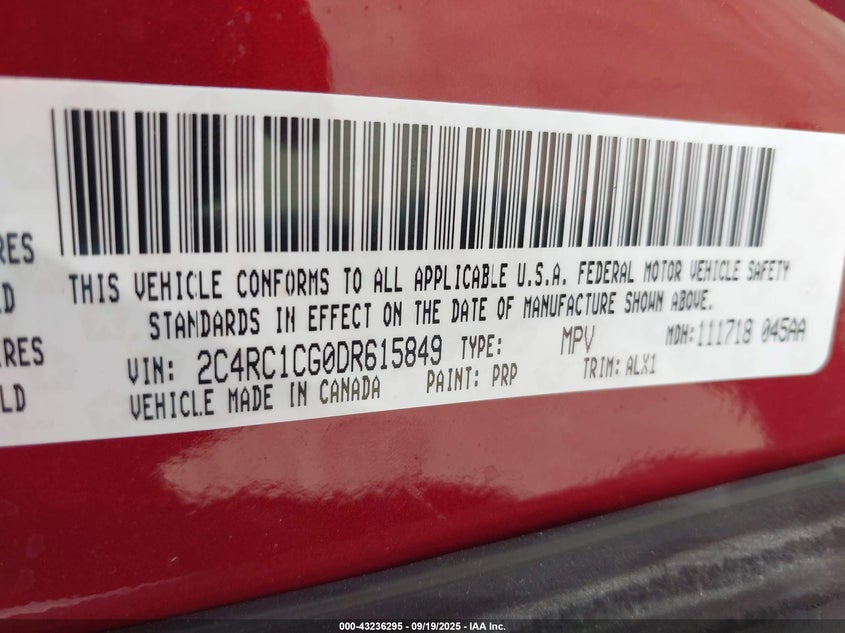 THIS VEHICLE CONFORMS TO ALL APPLICABLE U.S.A. FEDERAL MOTOR VEHICLE SAFETY
STANDARDS IN EFFECT ON THE DATE OF MANUFACTURE SHOWN ABOVE.
VIN: 2C4RC1CG0DR615849 TYPE: MPV MDH:111718 045AA
VEHICLE MADE IN CANADA PAINT: PRP TRIM: ALX1
RES
D
IRES
LD
000-43236295 - 09/19/2025 - IAA Inc.